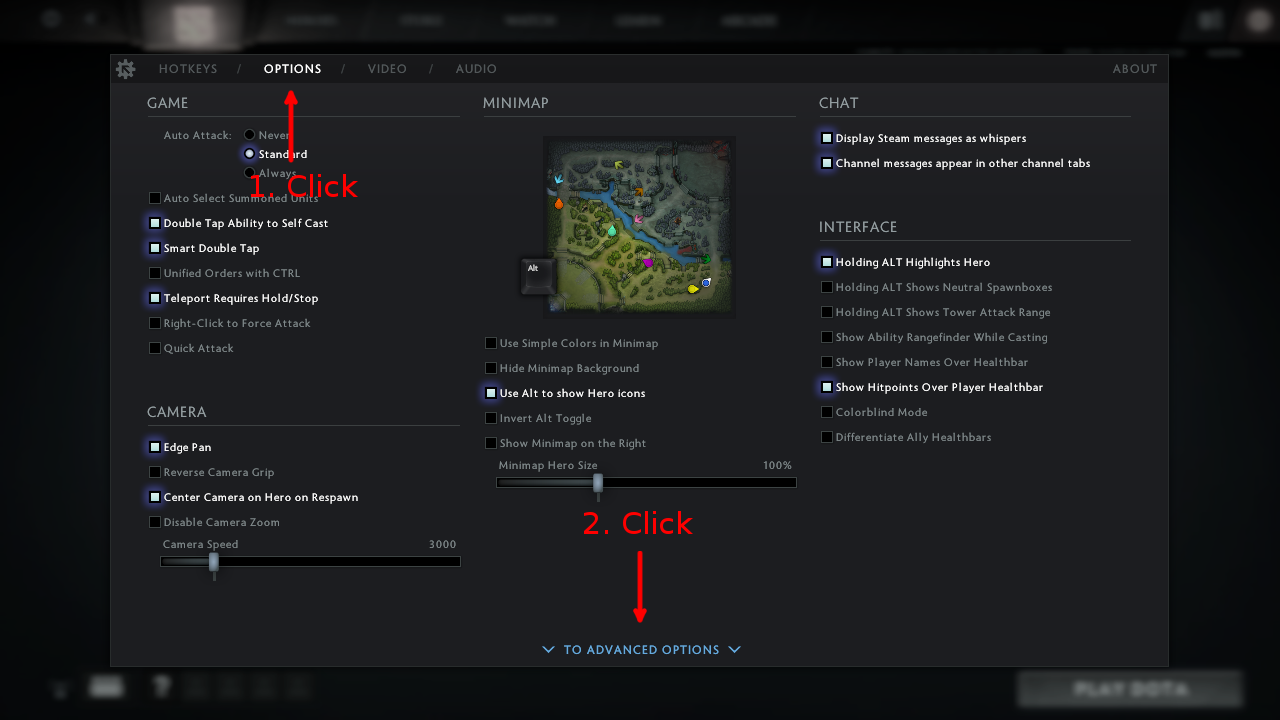 HOTKEYS / OPTIONS / VIDEO / AUDIO
ABOUT
GAME
Auto Attack:
Never
Standard
Always
1. Click
Auto Select Summoned Units
Double Tap Ability to Self Cast
Smart Double Tap
Unified Orders with CTRL
Teleport Requires Hold/Stop
Right-Click to Force Attack
Quick Attack
CAMERA
Edge Pan
Reverse Camera Grip
Center Camera on Hero on Respawn
Disable Camera Zoom
Camera Speed 3000
MINIMAP
Alt
Use Simple Colors in Minimap
Hide Minimap Background
Use Alt to show Hero icons
Invert Alt Toggle
Show Minimap on the Right
Minimap Hero Size 100%
2. Click
CHAT
Display Steam messages as whispers
Channel messages appear in other channel tabs
INTERFACE
Holding ALT Highlights Hero
Holding ALT Shows Neutral Spawnboxes
Holding ALT Shows Tower Attack Range
Show Ability Rangefinder While Casting
Show Player Names Over Healthbar
Show Hitpoints Over Player Healthbar
Colorblind Mode
Differentiate Ally Healthbars
TO ADVANCED OPTIONS
PLAY DOTA